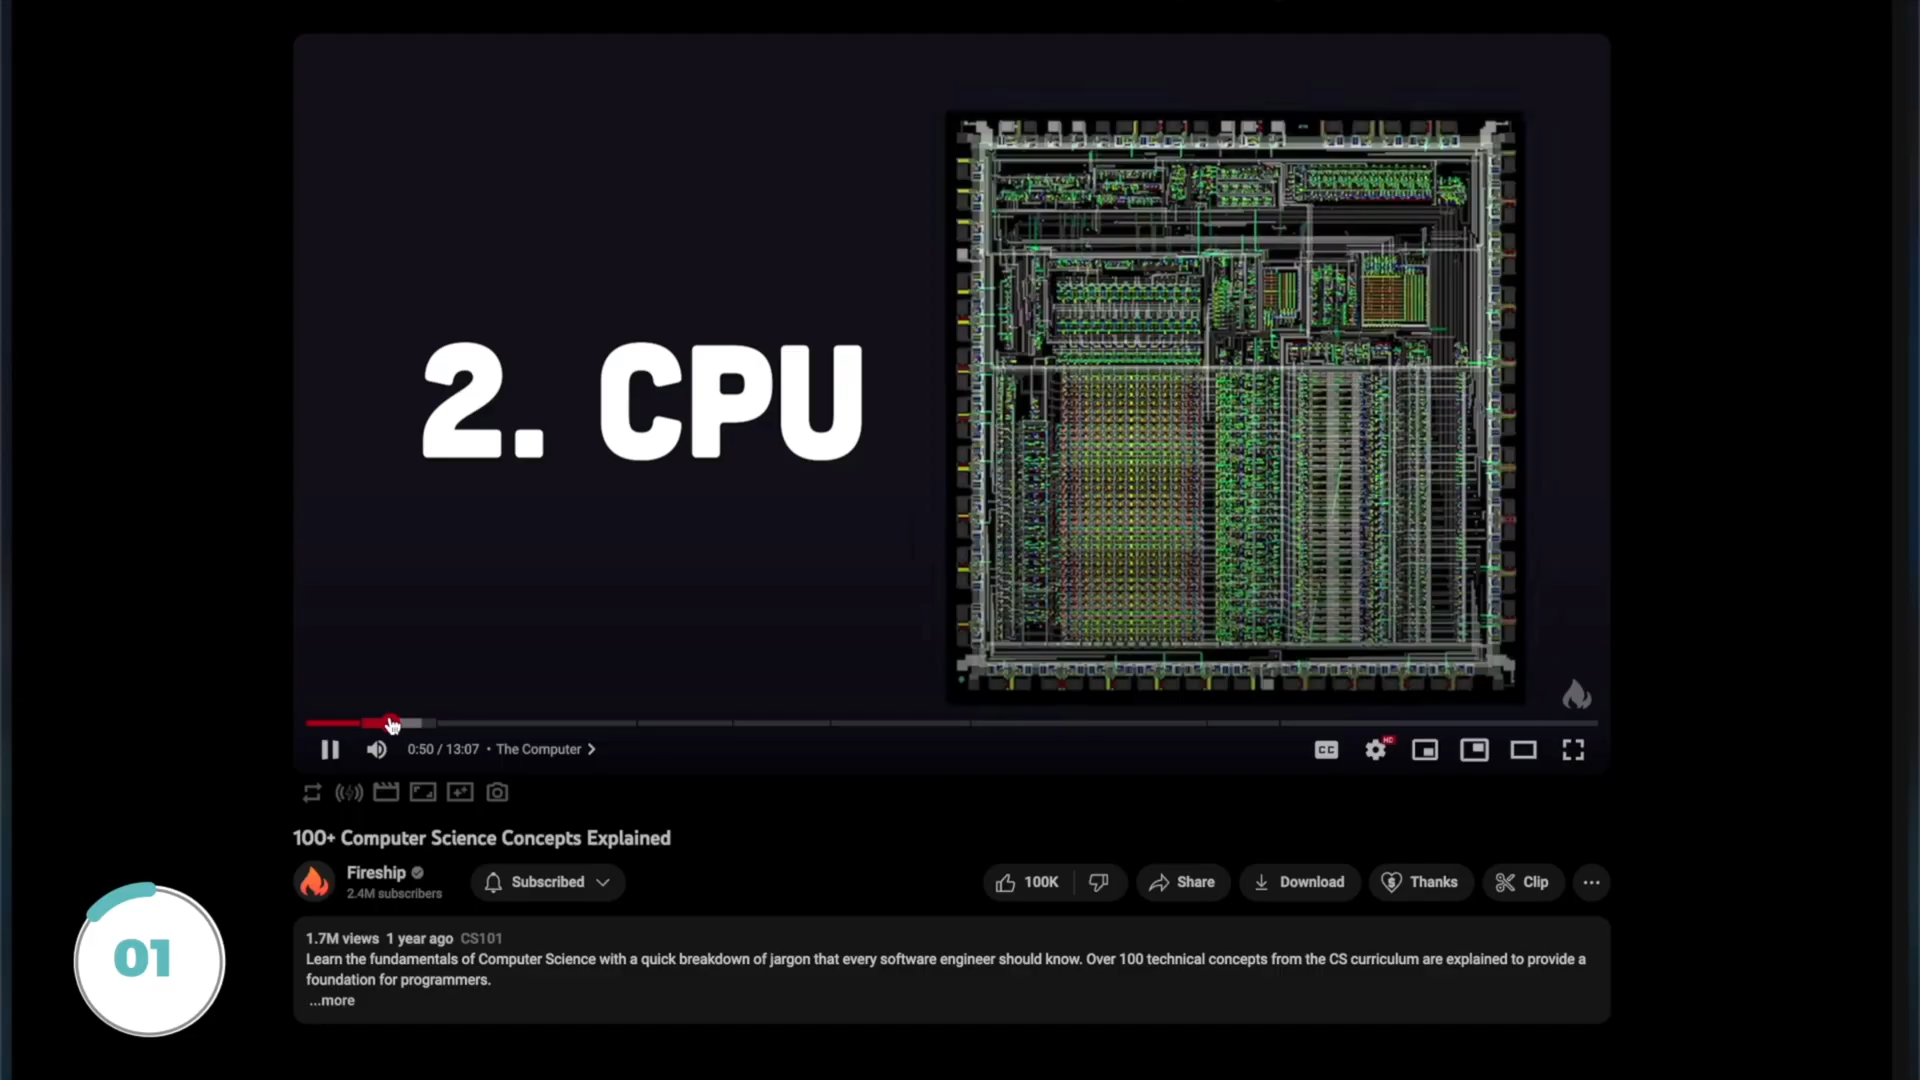 2. CPU
0:50 / 13:07 • The Computer
CC
HD
100+ Computer Science Concepts Explained
Fireship
2.4M subscribers
Subscribed
100K
Share
Download
Thanks
Clip
1.7M views 1 year ago CS101
Learn the fundamentals of Computer Science with a quick breakdown of jargon that every software engineer should know. Over 100 technical concepts from the CS curriculum are explained to provide a
foundation for programmers.
...more
01